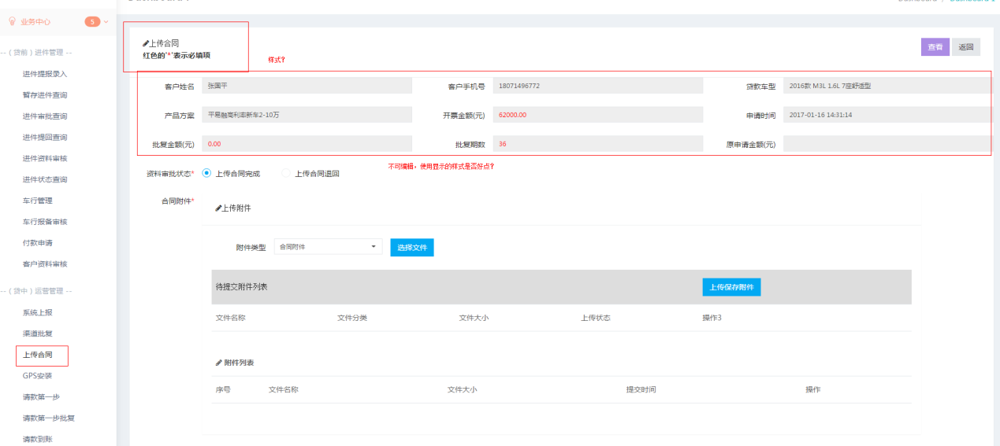 业务中心 5
-- ( 贷前 ) 进件管理 --
进件提报录入
暂存进件查询
进件审批查询
进件提回查询
进件资料审核
进件状态查询
车行管理
车行报备审核
付款申请
客户资料审核
-- ( 贷中 ) 运营管理 --
系统上报
渠道批复
上传合同
GPS安装
请款第一步
请款第一步批复
请款到账
上传合同
红色的'*'表示必填项
样式?
查看 返回
客户姓名 张国平 客户手机号 18071496772 贷款车型 2016款 M3L 1.6L 7座舒适型
产品方案 平易融高利率新车2-10万 开票金额(元) 62000.00 申请时间 2017-01-16 14:31:14
批复金额(元) 0.00 批复期数 36 原申请金额(元)
不可编辑，使用显示的样式是否好点?
资料审批状态* 上传合同完成 上传合同退回
合同附件*
上传附件
附件类型 合同附件 选择文件
待提交附件列表 上传保存附件
文件名称 文件分类 文件大小 上传状态 操作3
附件列表
序号 文件名称 文件大小 提交时间 操作